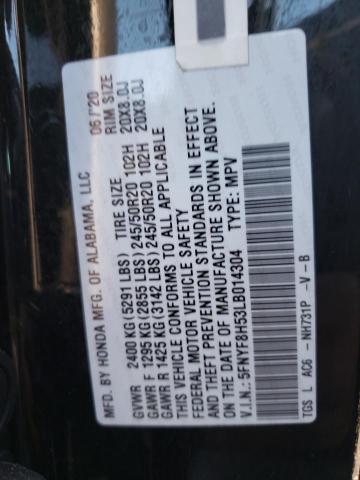 MFD. BY HONDA MFG. OF ALABAMA, LLC 06/'20
TIRE SIZE RIM SIZE
GVWR 2400 KG(5291 LBS)
GAWR F 1295 KG (2855 LBS)245/50R20 102H 20X8.0J
GAWR R 1425 KG(3142 LBS)245/50R20 102H 20X8.0J
THIS VEHICLE CONFORMS TO ALL APPLICABLE
FEDERAL MOTOR VEHICLE SAFETY
AND THEFT PREVENTION STANDARDS IN EFFECT
ON THE DATE OF MANUFACTURE SHOWN ABOVE.
V.I.N.: 5FNYF8H53LB014304 TYPE: MPV
TGS L AC6 -NH731P -V -B